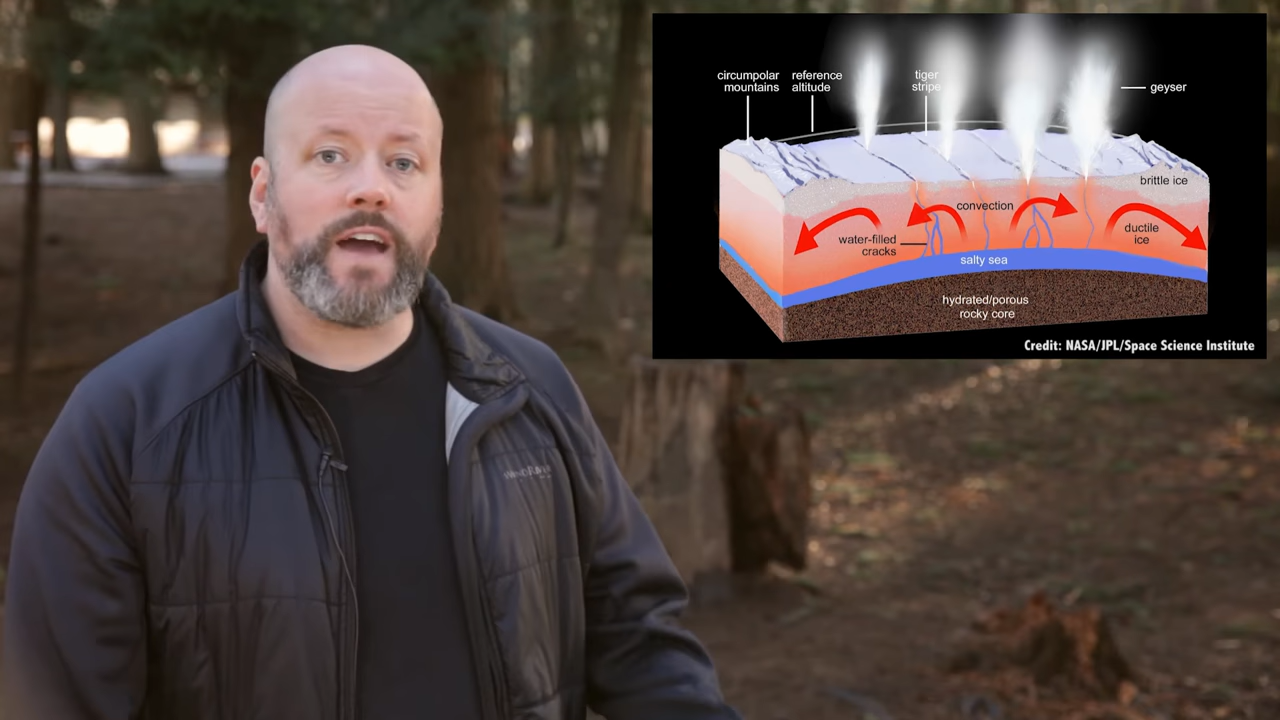 circumpolar
mountains
reference
altitude
tiger
stripe
geyser
brittle ice
convection
water-filled
cracks
ductile
ice
salty sea
hydrated/porous
rocky core
Credit: NASA/JPL/Space Science Institute